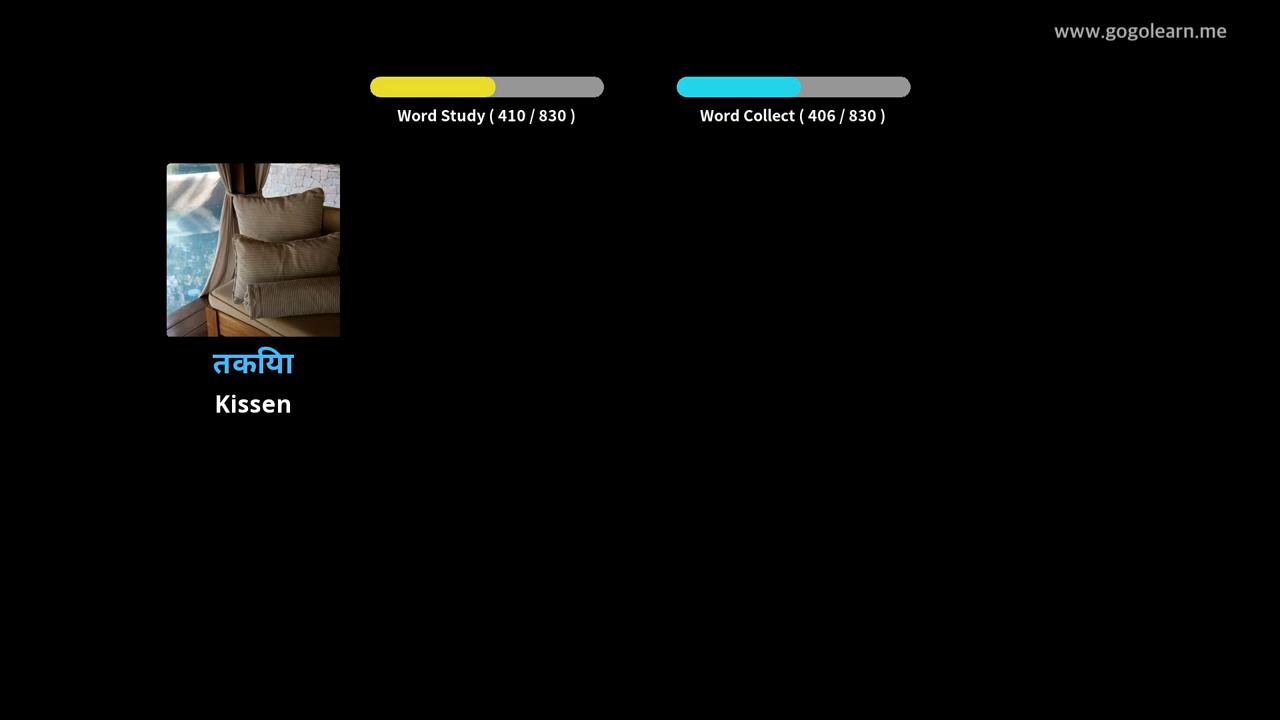 www.gogolearn.me
Word Study ( 410 / 830 )
Word Collect ( 406 / 830 )
तकिया
Kissen